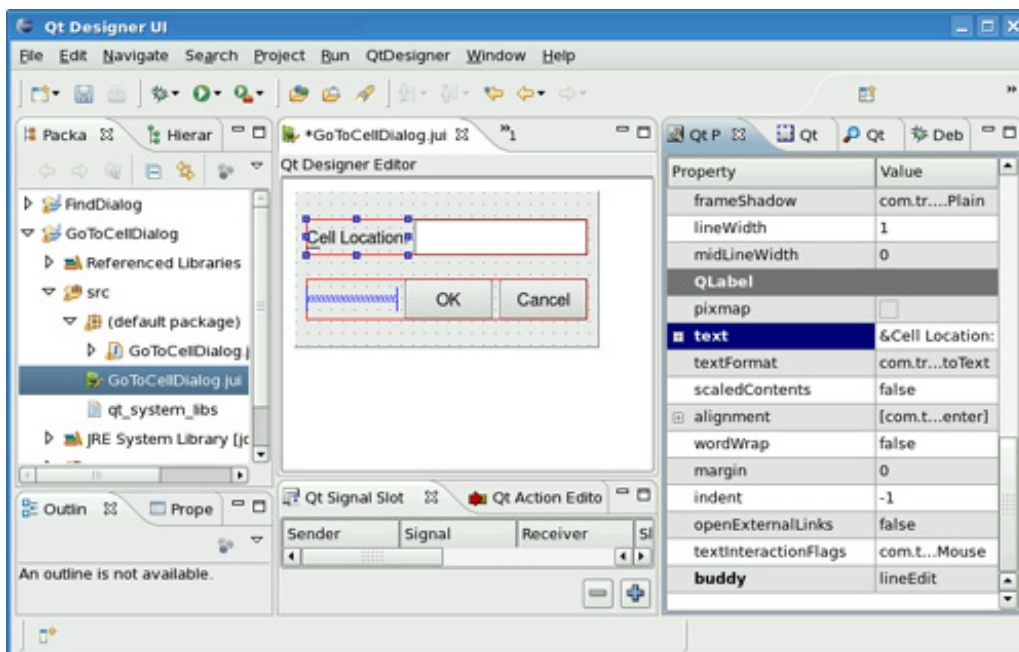 Qt Designer UI
File Edit Navigate Search Project Run QtDesigner Window Help
Packa Hierar
FindDialog
GoToCellDialog
Referenced Libraries
src
(default package)
GoToCellDialog.j
GoToCellDialog.jui
qt_system_libs
JRE System Library [jc
Outlin Prope
An outline is not available.
*GoToCellDialog.jui »1
Qt Designer Editor
Cell Location:
OK Cancel
Qt Signal Slot Qt Action Edito
Sender Signal Receiver Sl
Qt P Qt Qt Deb
Property Value
frameShadow com.tr....Plain
lineWidth 1
midLineWidth 0
QLabel
pixmap
text &Cell Location:
textFormat com.tr...toText
scaledContents false
alignment [com.t...enter]
wordWrap false
margin 0
indent -1
openExternalLinks false
textInteractionFlags com.t...Mouse
buddy lineEdit